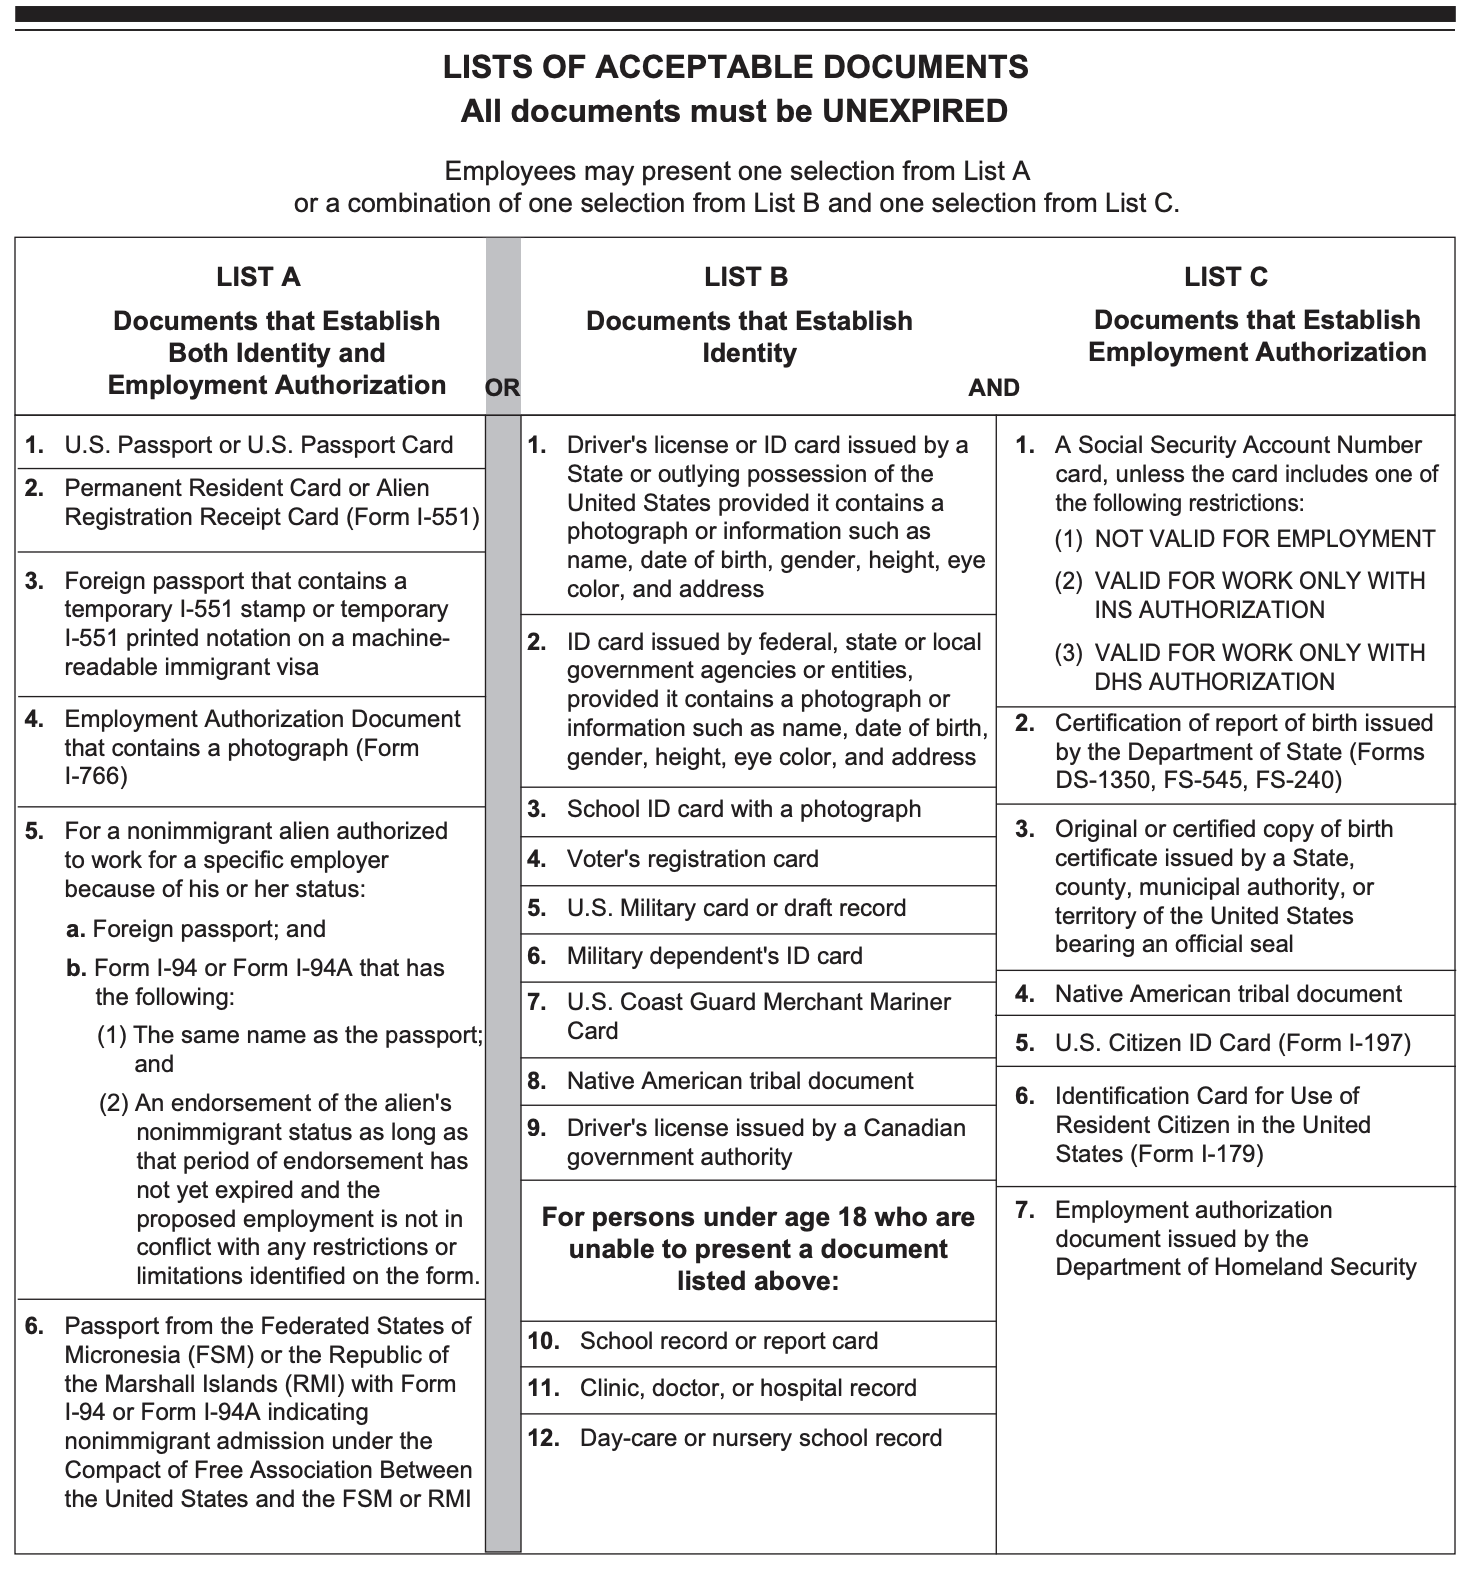 LISTS OF ACCEPTABLE DOCUMENTS
All documents must be UNEXPIRED
Employees may present one selection from List A
or a combination of one selection from List B and one selection from List C.
LIST A
Documents that Establish
Both Identity and
Employment Authorization
OR
LIST B
Documents that Establish
Identity
AND
LIST C
Documents that Establish
Employment Authorization
1. U.S. Passport or U.S. Passport Card
2. Permanent Resident Card or Alien
Registration Receipt Card (Form I-551)
3. Foreign passport that contains a
temporary I-551 stamp or temporary
I-551 printed notation on a machine-
readable immigrant visa
4. Employment Authorization Document
that contains a photograph (Form
I-766)
5. For a nonimmigrant alien authorized
to work for a specific employer
because of his or her status:
a. Foreign passport; and
b. Form I-94 or Form I-94A that has
the following:
(1) The same name as the passport;
and
(2) An endorsement of the alien's
nonimmigrant status as long as
that period of endorsement has
not yet expired and the
proposed employment is not in
conflict with any restrictions or
limitations identified on the form.
6. Passport from the Federated States of
Micronesia (FSM) or the Republic of
the Marshall Islands (RMI) with Form
I-94 or Form I-94A indicating
nonimmigrant admission under the
Compact of Free Association Between
the United States and the FSM or RMI
1. Driver's license or ID card issued by a
State or outlying possession of the
United States provided it contains a
photograph or information such as
name, date of birth, gender, height, eye
color, and address
2. ID card issued by federal, state or local
government agencies or entities,
provided it contains a photograph or
information such as name, date of birth,
gender, height, eye color, and address
3. School ID card with a photograph
4. Voter's registration card
5. U.S. Military card or draft record
6. Military dependent's ID card
7. U.S. Coast Guard Merchant Mariner
Card
8. Native American tribal document
9. Driver's license issued by a Canadian
government authority
For persons under age 18 who are
unable to present a document
listed above:
10. School record or report card
11. Clinic, doctor, or hospital record
12. Day-care or nursery school record
1. A Social Security Account Number
card, unless the card includes one of
the following restrictions:
(1) NOT VALID FOR EMPLOYMENT
(2) VALID FOR WORK ONLY WITH
INS AUTHORIZATION
(3) VALID FOR WORK ONLY WITH
DHS AUTHORIZATION
2. Certification of report of birth issued
by the Department of State (Forms
DS-1350, FS-545, FS-240)
3. Original or certified copy of birth
certificate issued by a State,
county, municipal authority, or
territory of the United States
bearing an official seal
4. Native American tribal document
5. U.S. Citizen ID Card (Form I-197)
6. Identification Card for Use of
Resident Citizen in the United
States (Form I-179)
7. Employment authorization
document issued by the
Department of Homeland Security